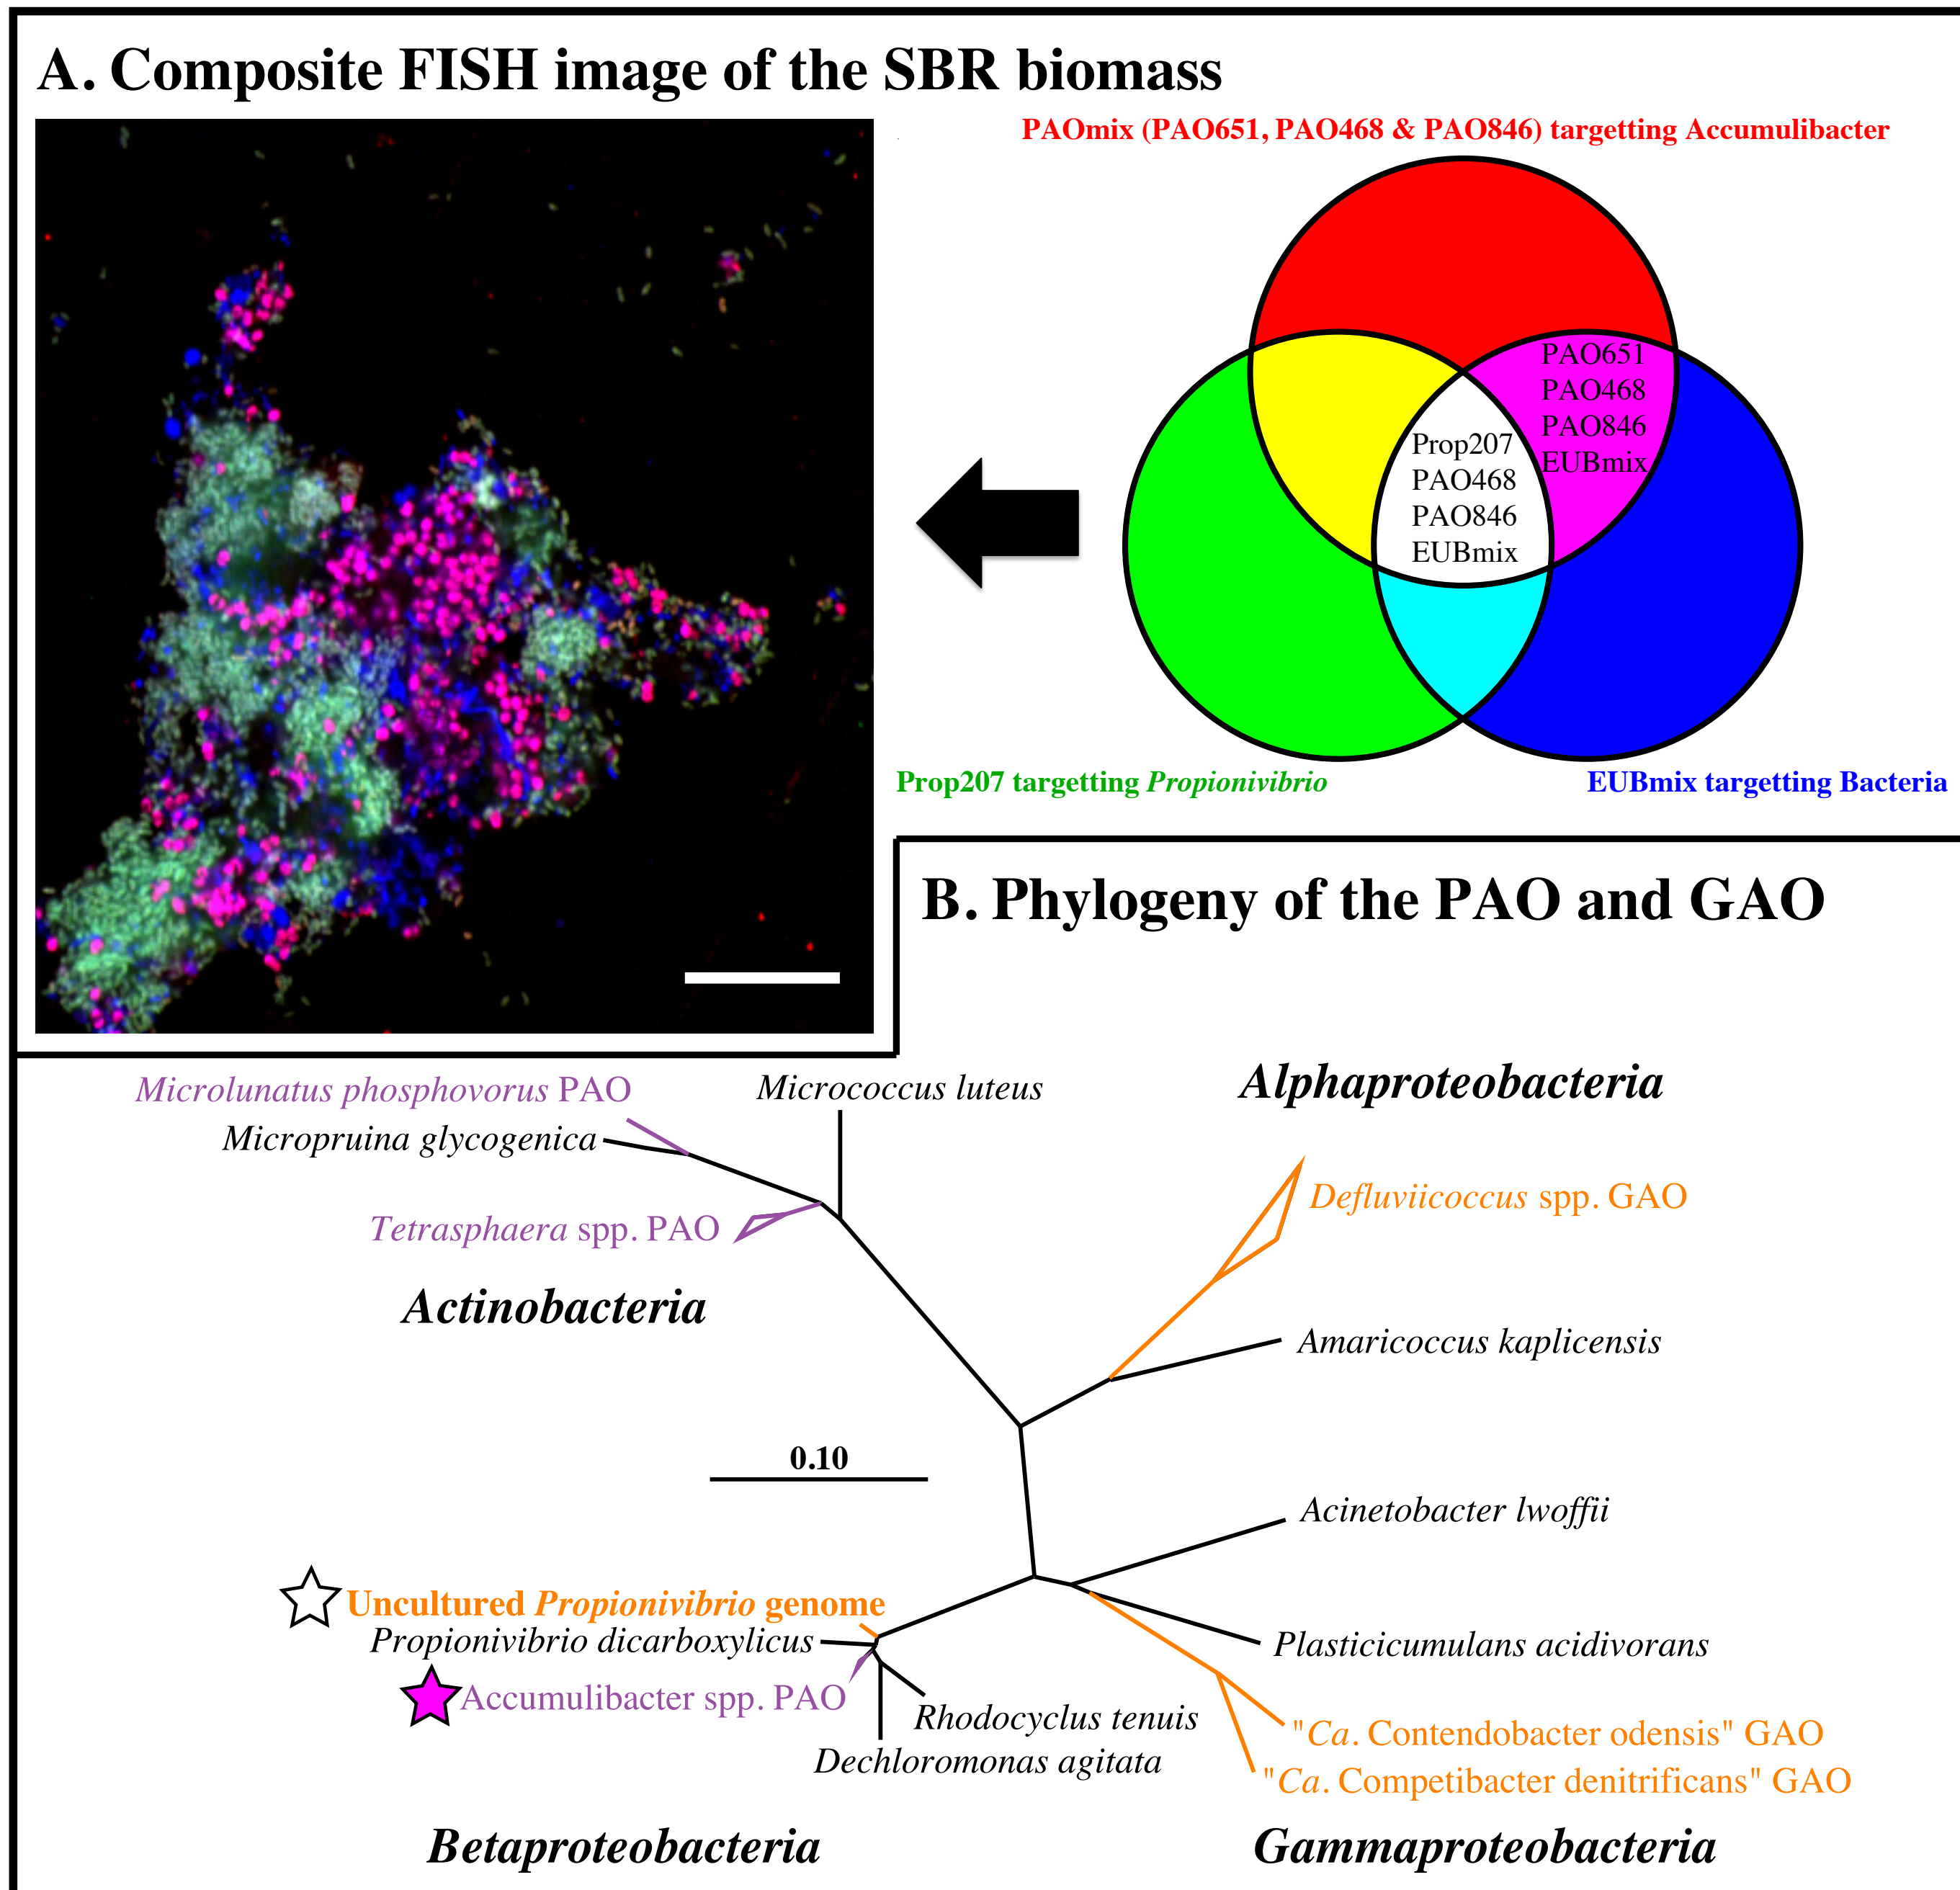 A. Composite FISH image of the SBR biomass
PAOmix (PAO651, PAO468 & PAO846) targetting Accumulibacter
PAO651
PAO468
PAO846
EUBmix
Prop207
PAO468
PAO846
EUBmix
Prop207 targetting Propionivibrio
EUBmix targetting Bacteria
B. Phylogeny of the PAO and GAO
Microlunatus phosphovorus PAO
Micropruina glycogenica
Tetrasphaera spp. PAO
Micrococcus luteus
Actinobacteria
Alphaproteobacteria
Defluviicoccus spp. GAO
Amaricoccus kaplicensis
0.10
Acinetobacter lwoffii
Uncultured Propionivibrio genome
Propionivibrio dicarboxylicus
Accumulibacter spp. PAO
Rhodocyclus tenuis
Dechloromonas agitata
Plasticicumulans acidivorans
"Ca. Contendobacter odensis" GAO
"Ca. Competibacter denitrificans" GAO
Betaproteobacteria
Gammaproteobacteria